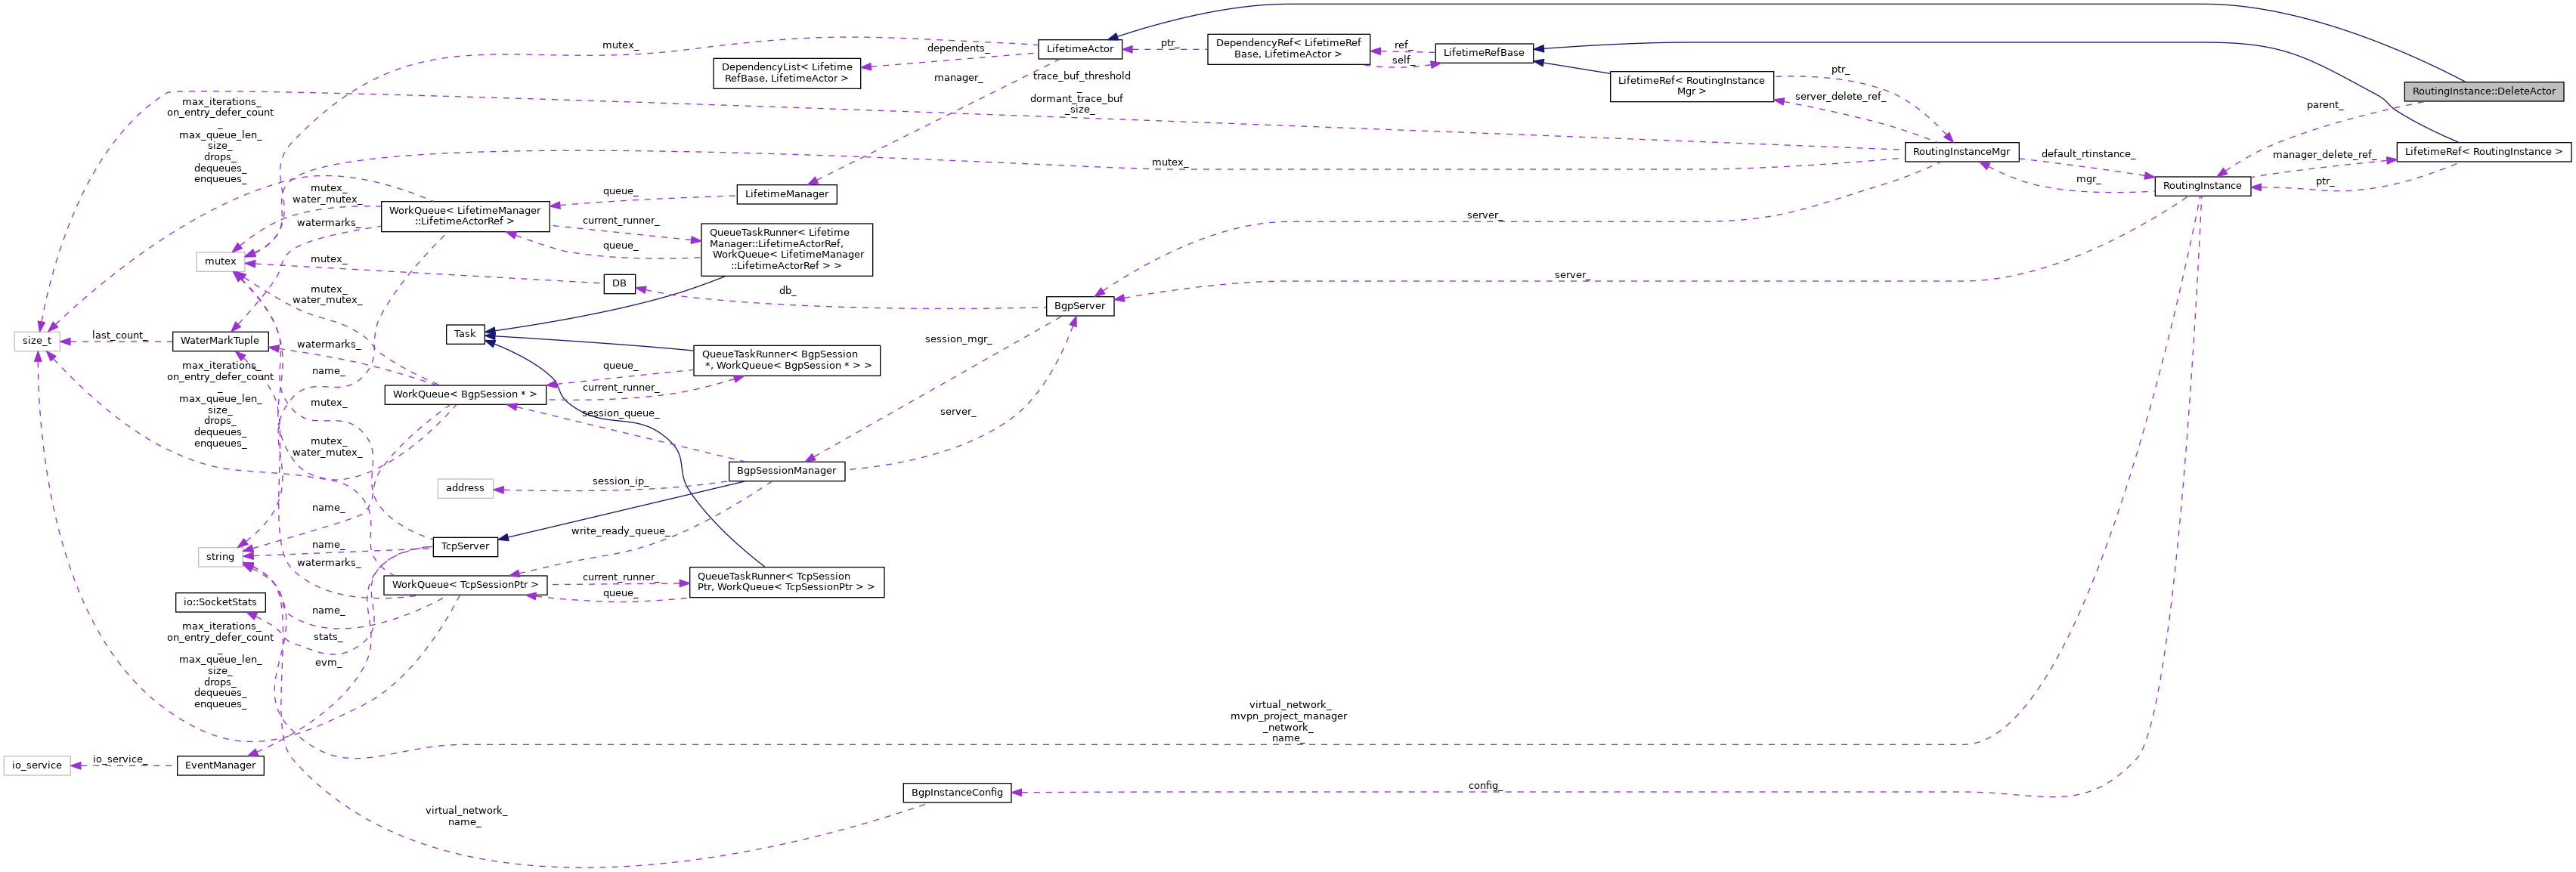 LifetimeActor
DependencyRef< LifetimeRef
Base, LifetimeActor >
LifetimeRefBase
DependencyList< Lifetime
RefBase, LifetimeActor >
LifetimeRef< RoutingInstance
Mgr >
RoutingInstance::DeleteActor
RoutingInstanceMgr
LifetimeRef< RoutingInstance >
RoutingInstance
mutex_
dependents_
manager_
ptr_
ref_
self_
trace_buf_threshold
_
dormant_trace_buf
_size_
ptr_
server_delete_ref_
parent_
default_rtinstance_
mgr_
manager_delete_ref_
ptr_
mutex_
server_
server_
max_iterations_
on_entry_defer_count
_
max_queue_len_
size_
drops_
dequeues_
enqueues_
mutex_
water_mutex_
watermarks_
LifetimeManager
queue_
WorkQueue< LifetimeManager
::LifetimeActorRef >
current_runner_
queue_
QueueTaskRunner< Lifetime
Manager::LifetimeActorRef,
WorkQueue< LifetimeManager
::LifetimeActorRef > >
mutex
mutex_
DB
db_
BgpServer
mutex_
water_mutex_
size_t
last_count_
WaterMarkTuple
watermarks_
Task
QueueTaskRunner< BgpSession
*, WorkQueue< BgpSession * > >
session_mgr_
name_
queue_
current_runner_
WorkQueue< BgpSession * >
max_iterations_
on_entry_defer_count
_
max_queue_len_
size_
drops_
dequeues_
enqueues_
mutex_
session_queue_
server_
mutex_
water_mutex_
BgpSessionManager
address
session_ip_
name_
write_ready_queue_
TcpServer
string
name_
watermarks_
WorkQueue< TcpSessionPtr >
current_runner_
queue_
QueueTaskRunner< TcpSession
Ptr, WorkQueue< TcpSessionPtr > >
io::SocketStats
name_
stats_
evm_
max_iterations_
on_entry_defer_count
_
max_queue_len_
size_
drops_
dequeues_
enqueues_
virtual_network_
mvpn_project_manager
_network_
name_
io_service
io_service_
EventManager
BgpInstanceConfig
config_
virtual_network_
name_